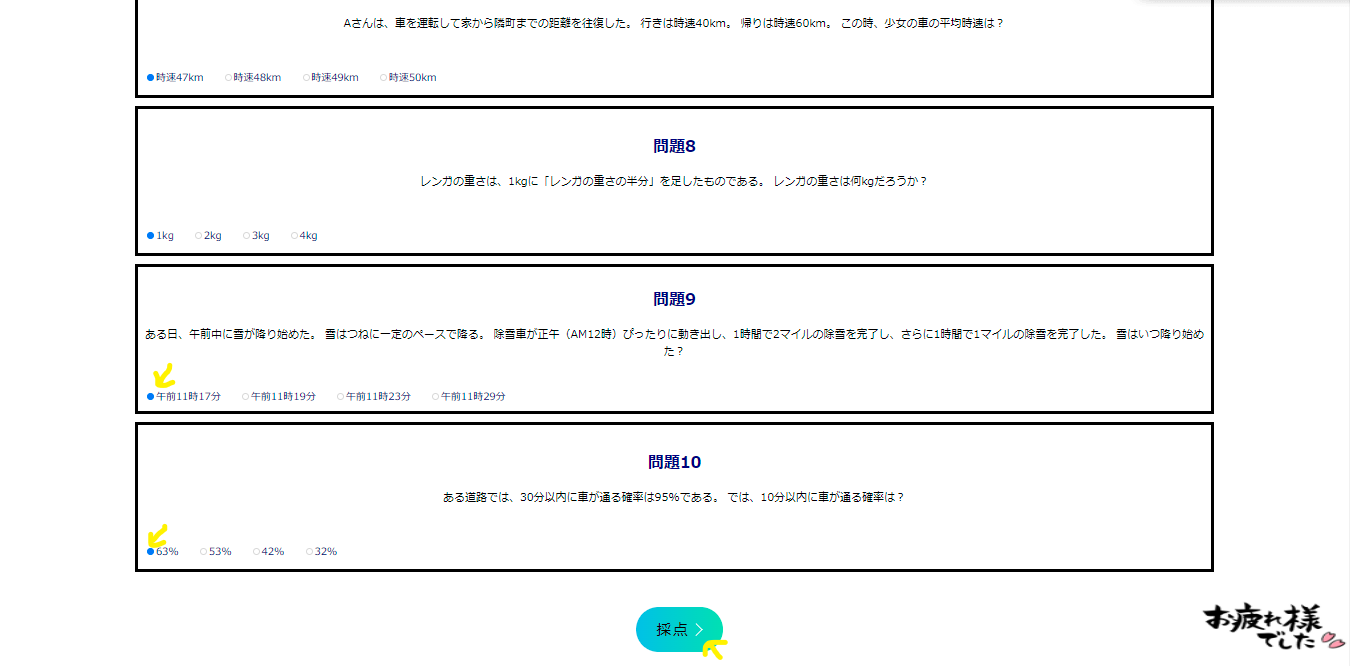 Aさんは、車を運転して家から隣町までの距離を往復した。 行きは時速40km。 帰りは時速60km。 この時、少女の車の平均時速は？
時速47km 時速48km 時速49km 時速50km
問題8
レンガの重さは、1kgに「レンガの重さの半分」を足したものである。 レンガの重さは何kgだろうか？
1kg 2kg 3kg 4kg
問題9
ある日、午前中に雪が降り始めた。 雪はつねに一定のペースで降る。 除雪車が正午（AM12時）ぴったりに動き出し、1時間で2マイルの除雪を完了し、さらに1時間で1マイルの除雪を完了した。 雪はいつ降り始め
た？
午前11時17分 午前11時19分 午前11時23分 午前11時29分
問題10
ある道路では、30分以内に車が通る確率は95%である。 では、10分以内に車が通る確率は？
63% 53% 42% 32%
採点
お疲れ様
でした